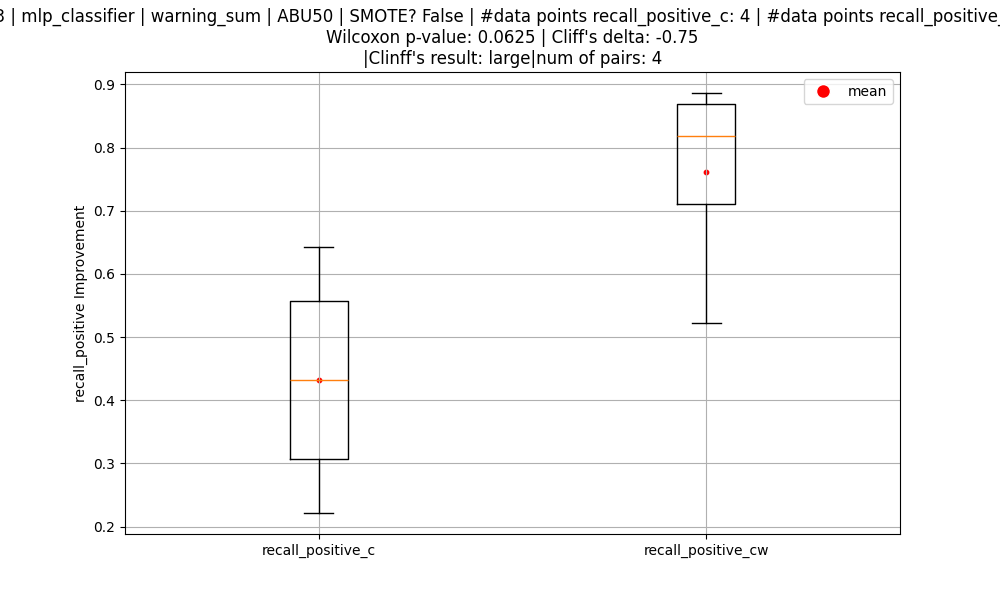 3 | mlp_classifier | warning_sum | ABU50 | SMOTE? False | #data points recall_positive_c: 4 | #data points recall_positive_
Wilcoxon p-value: 0.0625 | Cliff's delta: -0.75
|Clinff's result: large|num of pairs: 4
mean
0.9
0.8
0.7
0.6
0.5
0.4
0.3
0.2
recall_positive Improvement
recall_positive_c
recall_positive_cw